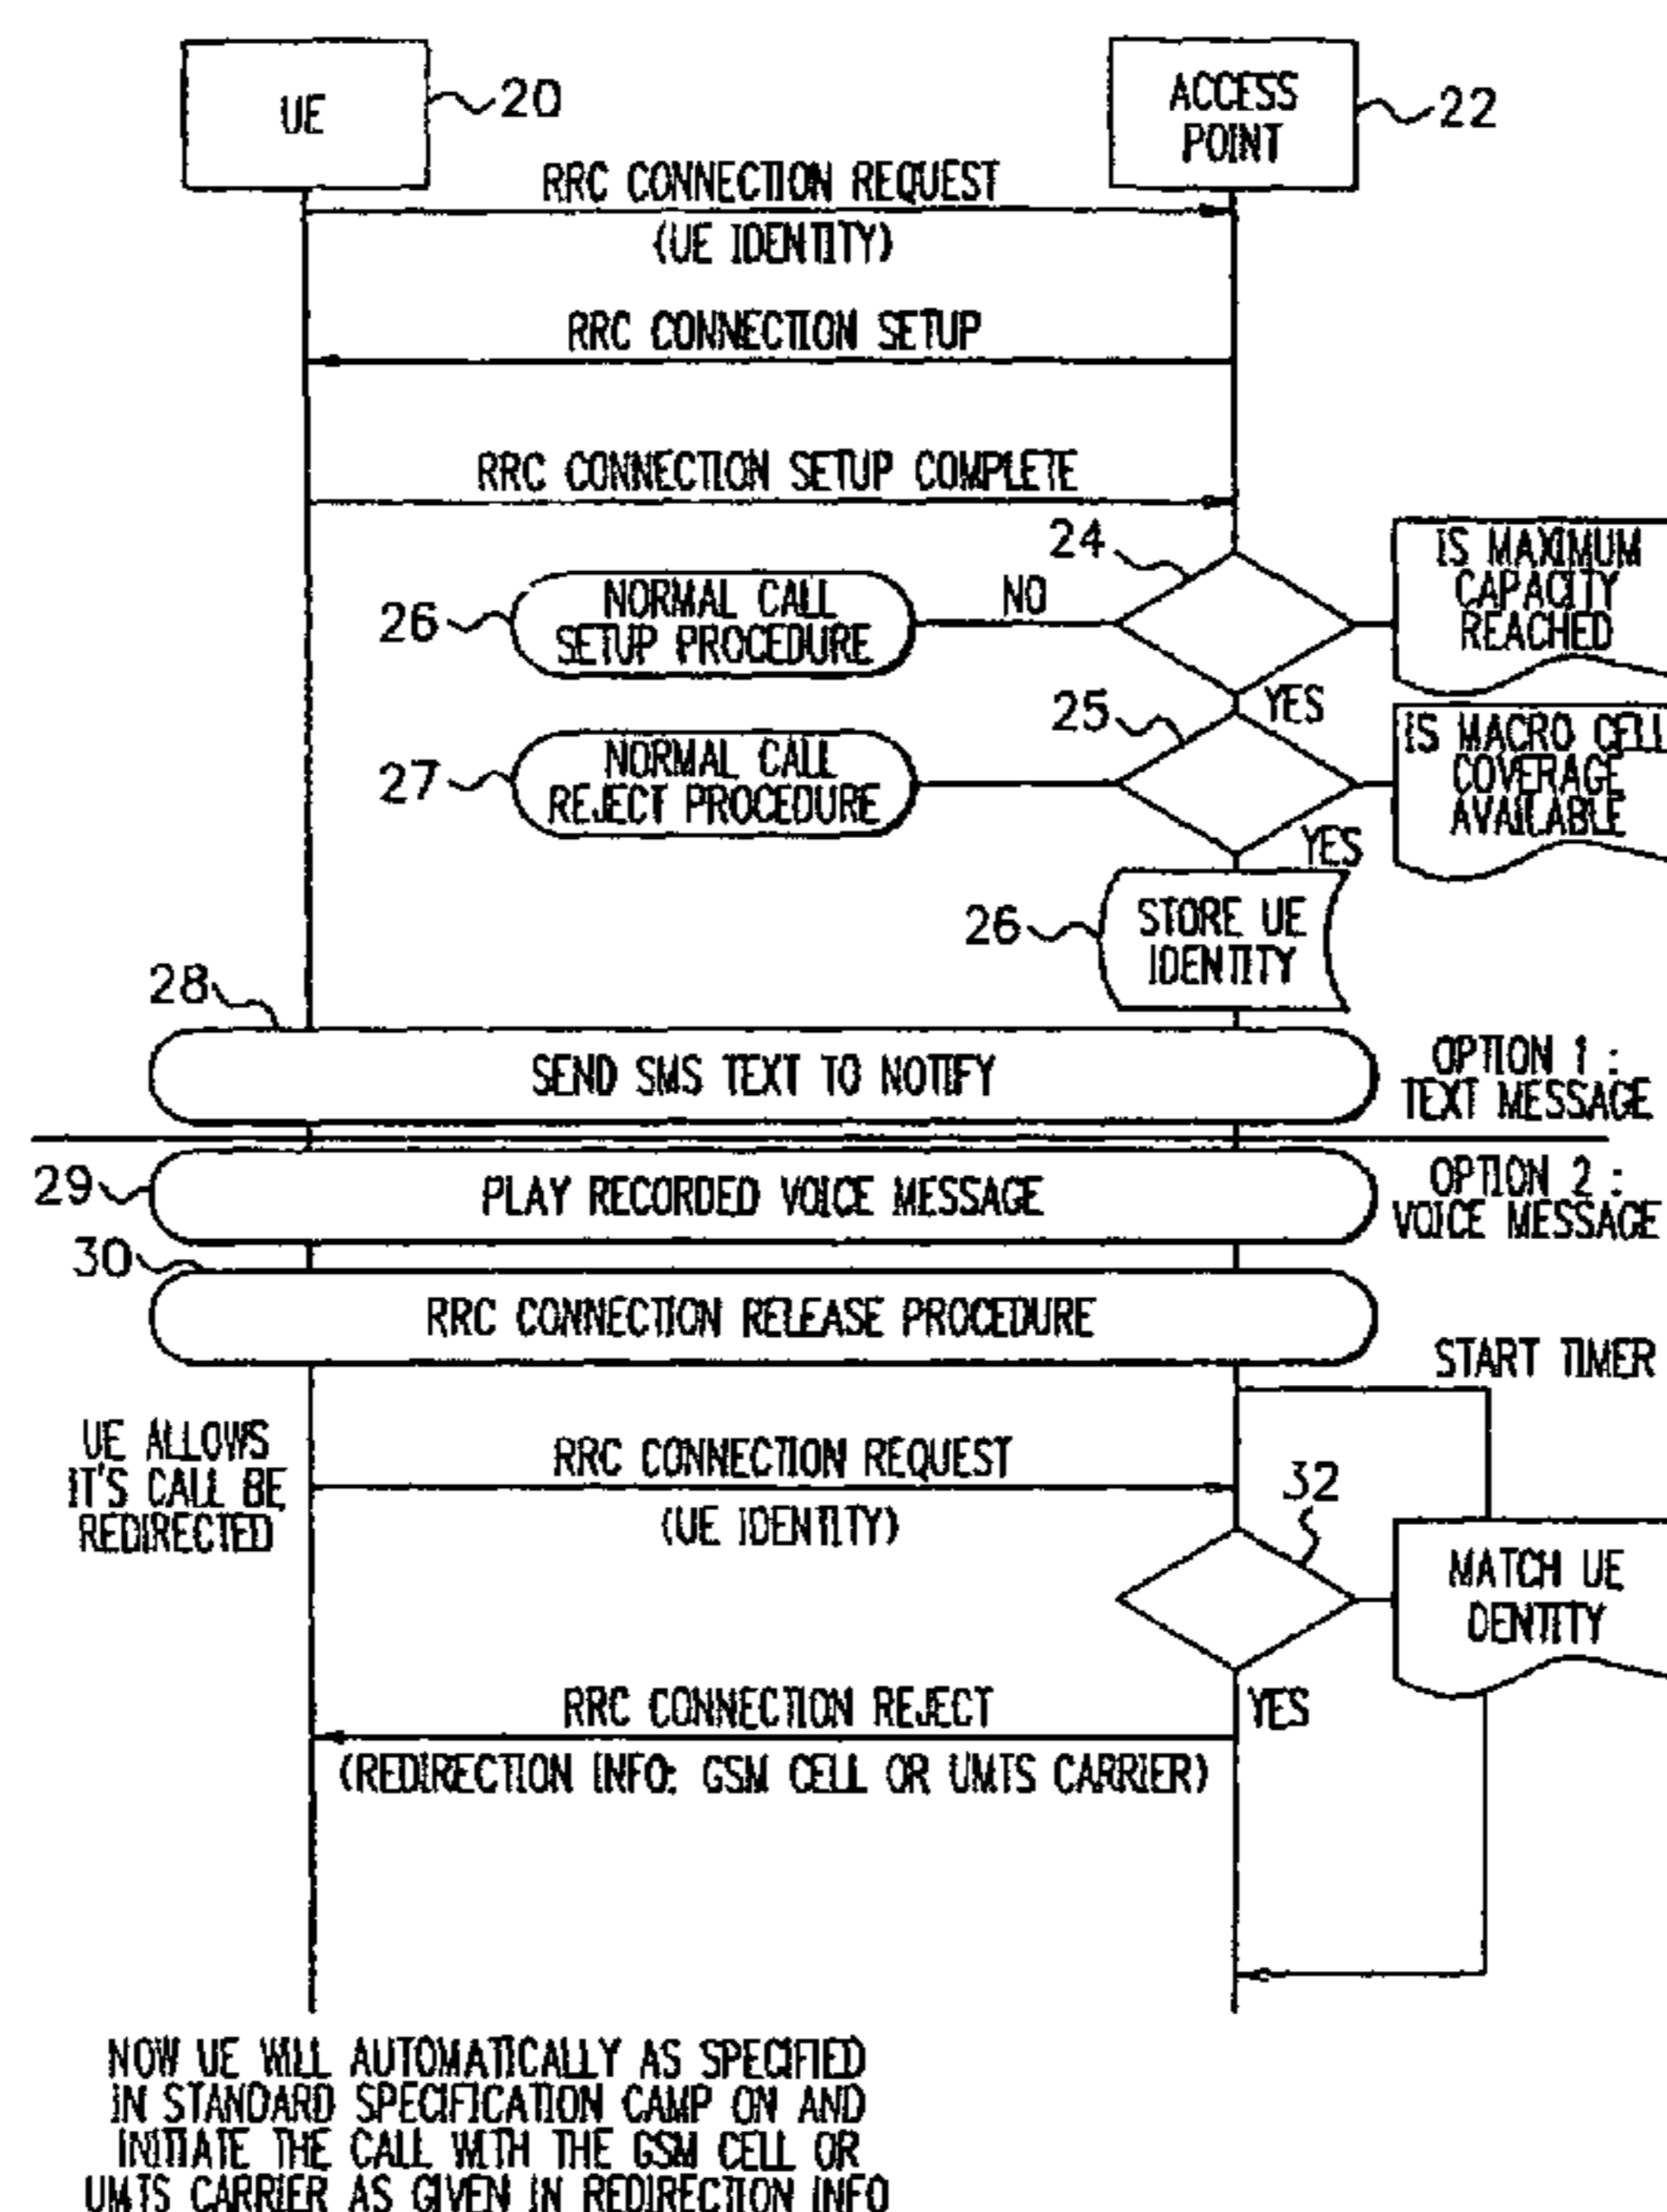 UE
20
ACCESS
POINT
22
RRC CONNECTION REQUEST
(UE IDENTITY)
RRC CONNECTION SETUP
RRC CONNECTION SETUP COMPLETE
24
IS MAXIMUM
CAPACITY
REACHED
26
NORMAL CALL
SETUP PROCEDURE
NO
YES
25
IS MACRO CELL
COVERAGE
AVAILABLE
27
NORMAL CALL
REJECT PROCEDURE
YES
26
STORE UE
IDENTITY
28
SEND SMS TEXT TO NOTIFY
OPTION 1 :
TEXT MESSAGE
29
PLAY RECORDED VOICE MESSAGE
OPTION 2 :
VOICE MESSAGE
30
RRC CONNECTION RELEASE PROCEDURE
START TIMER
UE ALLOWS
IT'S CALL BE
REDIRECTED
RRC CONNECTION REQUEST
(UE IDENTITY)
32
MATCH UE
DENTITY
RRC CONNECTION REJECT
YES
(REDIRECTION INFO: GSM CELL OR UMTS CARRIER)
NOW UE WILL AUTOMATICALLY AS SPECIFIED
IN STANDARD SPECIFICATION CAMP ON AND
INITIATE THE CALL WITH THE GSM CELL OR
UMTS CARRIER AS GIVEN IN REDIRECTION INFO